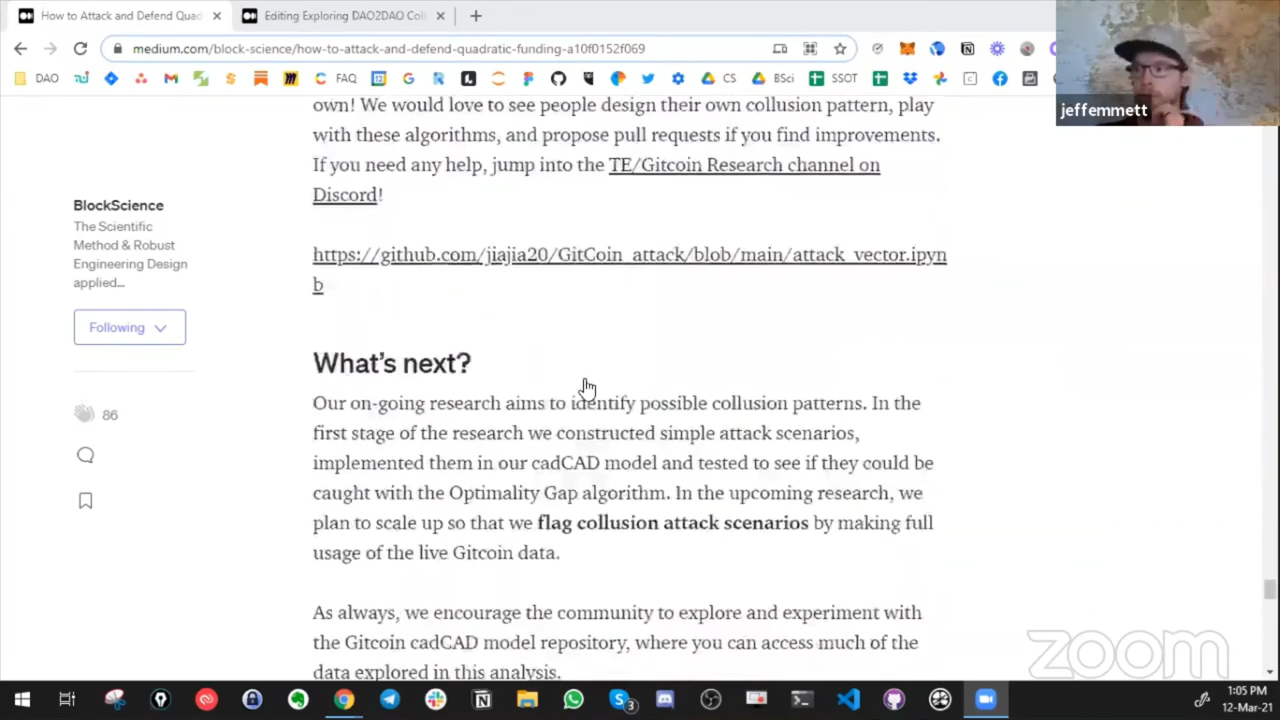 How to Attack and Defend Quad
Editing Exploring DAO2DAO Coll
medium.com/block-science/how-to-attack-and-defend-quadratic-funding-a10f0152f069
DAO
FAQ
CS
BSci
SSOT
jeffemmett
own! We would love to see people design their own collusion pattern, play
with these algorithms, and propose pull requests if you find improvements.
If you need any help, jump into the TE/Gitcoin Research channel on
Discord!
https://github.com/jiajia20/GitCoin_attack/blob/main/attack_vector.ipyn
b
BlockScience
The Scientific
Method & Robust
Engineering Design
applied...
Following
86
What's next?
Our on-going research aims to identify possible collusion patterns. In the
first stage of the research we constructed simple attack scenarios,
implemented them in our cadCAD model and tested to see if they could be
caught with the Optimality Gap algorithm. In the upcoming research, we
plan to scale up so that we flag collusion attack scenarios by making full
usage of the live Gitcoin data.
As always, we encourage the community to explore and experiment with
the Gitcoin cadCAD model repository, where you can access much of the
data explored in this analysis.
zoom
3
1:05 PM
12-Mar-21